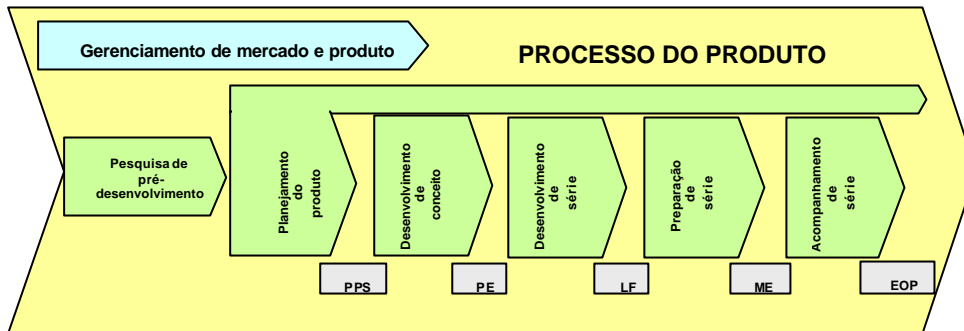 Gerenciamento de mercado e produto
PROCESSO DO PRODUTO
Pesquisa de
pré-
desenvolvimento
Planejamento
do
produto
Desenvolvimento
de
conceito
Desenvolvimento
de
série
Preparação
de
série
Acompanhamento
de
série
PPS
PE
LF
ME
EOP